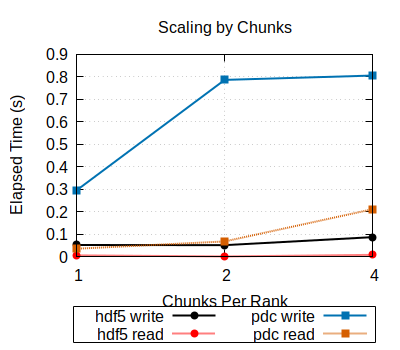 Scaling by Chunks
0.9
0.8
0.7
0.6
0.5
0.4
0.3
0.2
0.1
0
Elapsed Time (s)
1 2 4
Chunks Per Rank
hdf5 write pdc write
hdf5 read pdc read